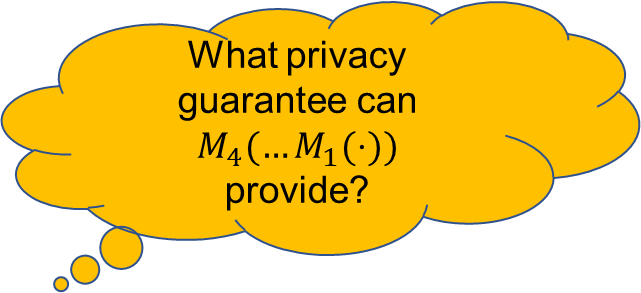 What privacy
guarantee can
𝑀₄(…𝑀₁(·))
provide?